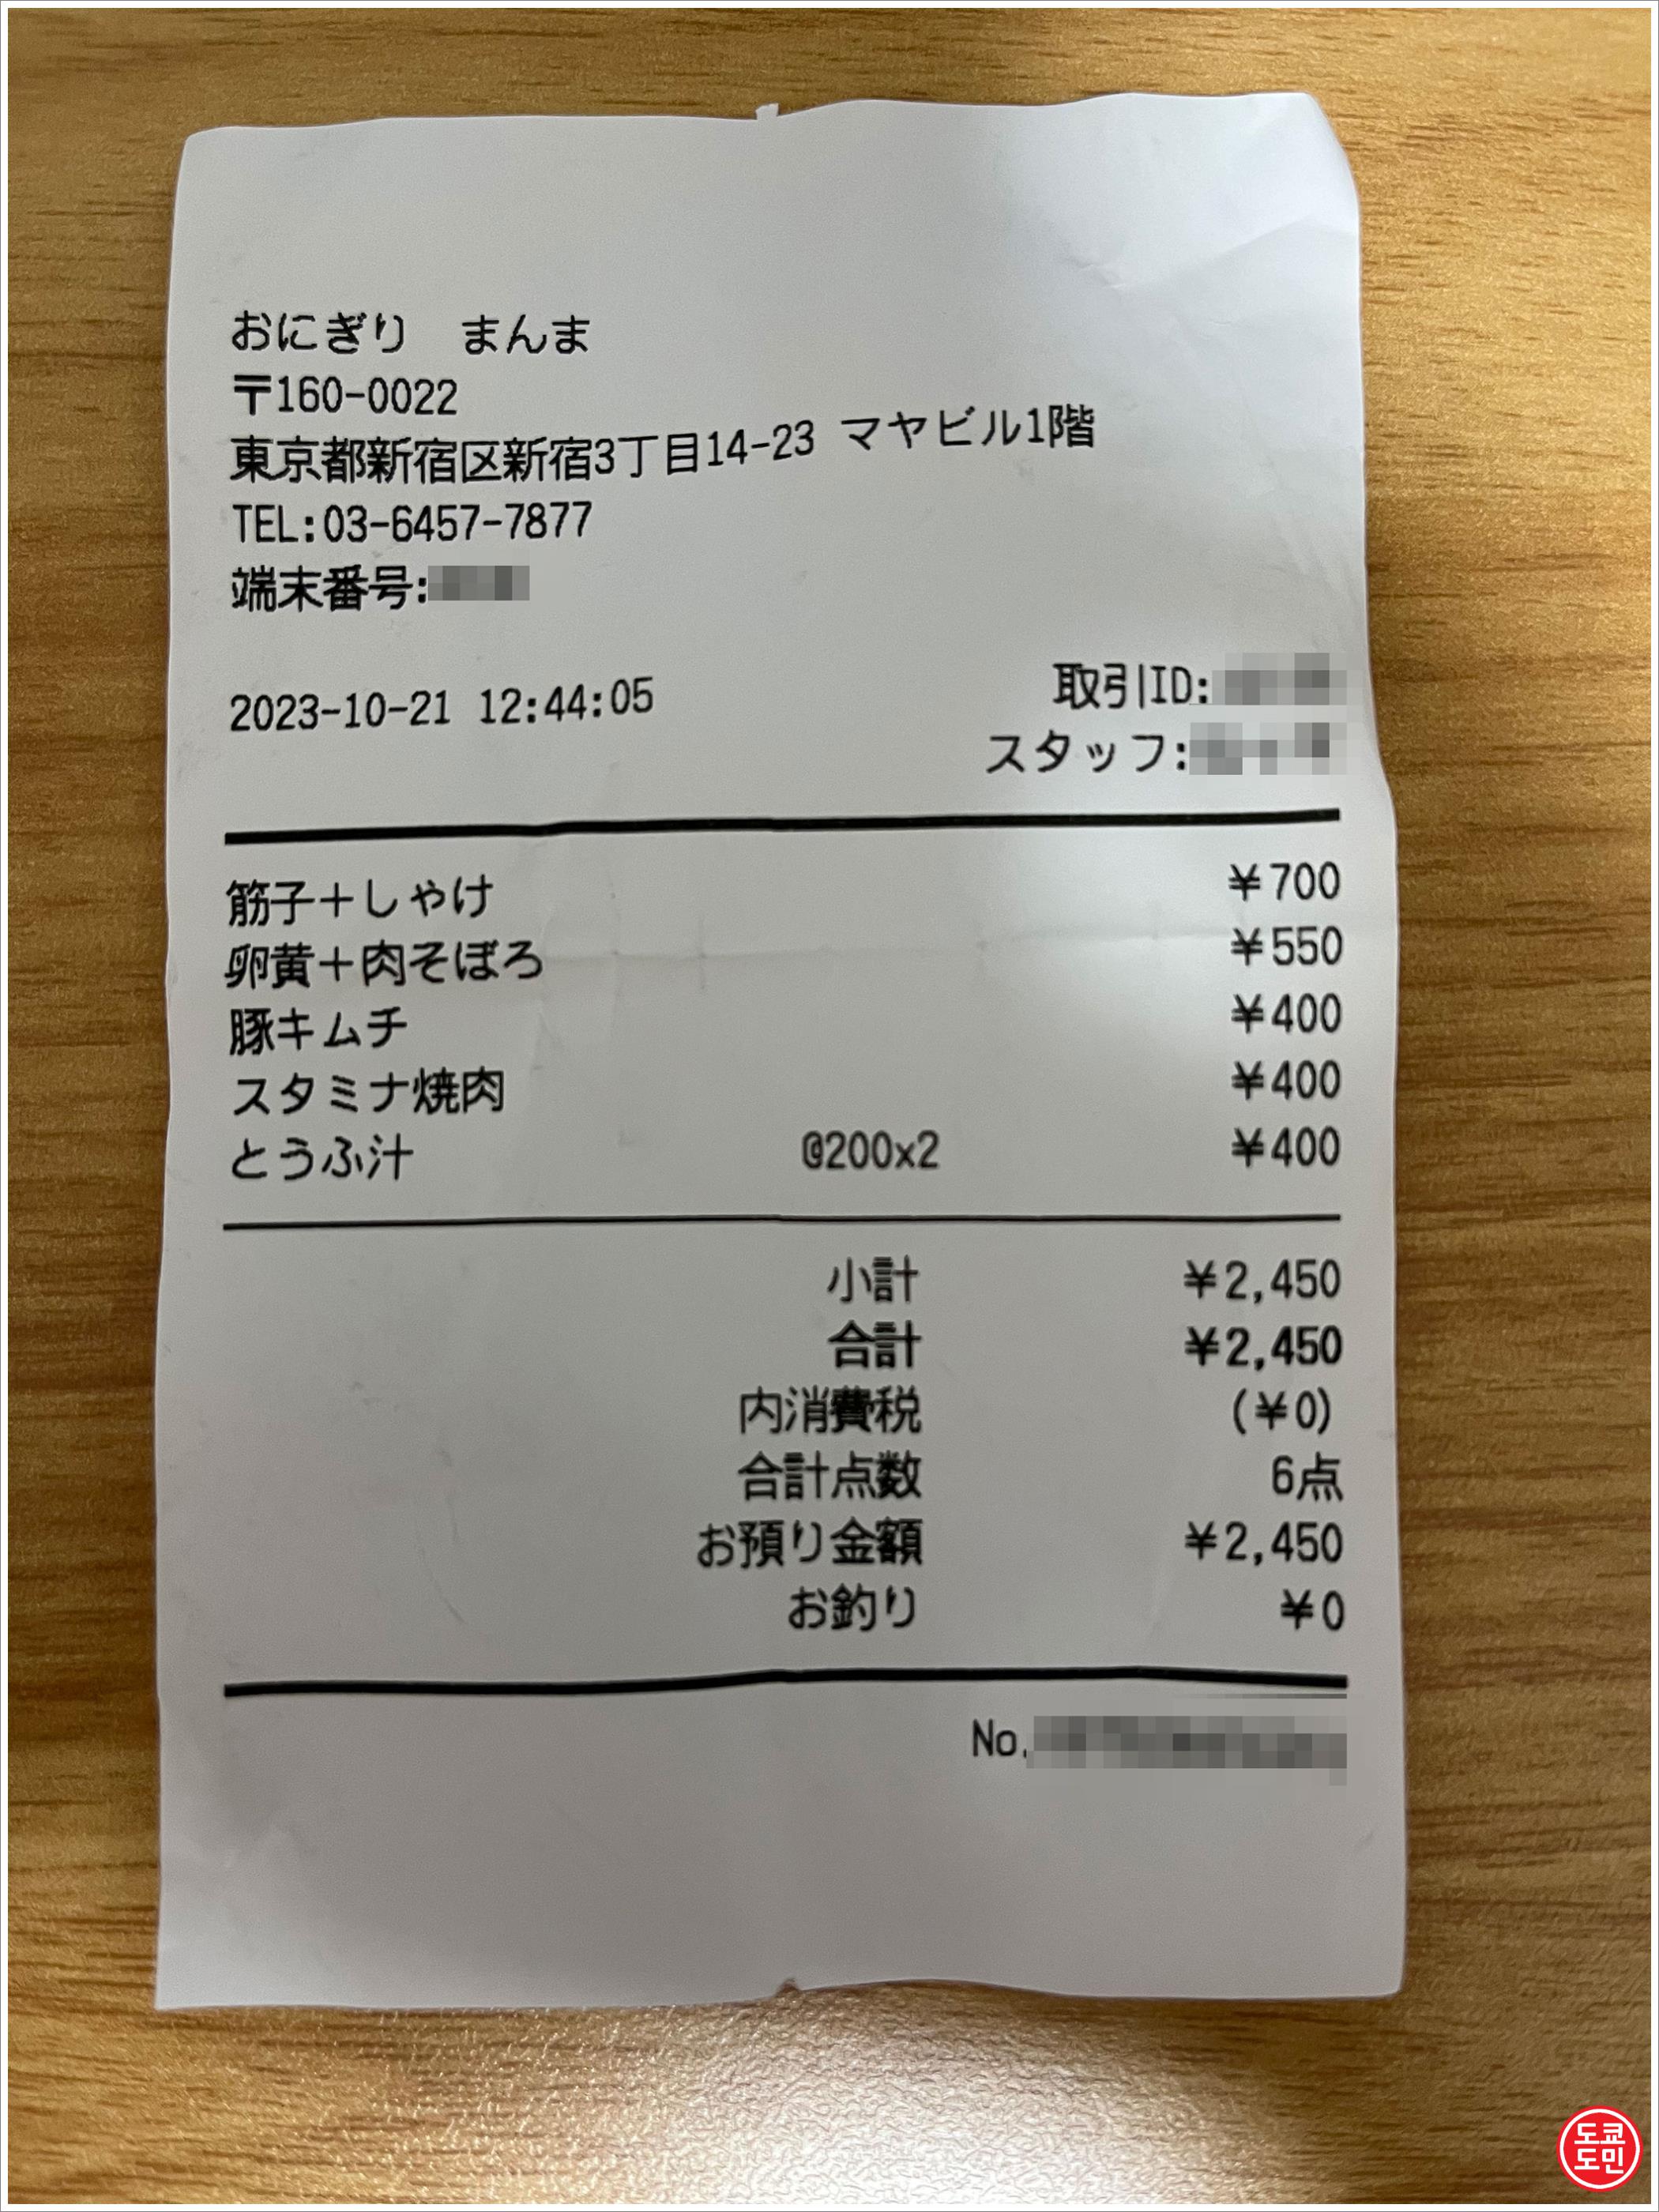 おにぎり　まんま
〒160-0022
東京都新宿区新宿3丁目14-23 マヤビル1階
TEL:03-6457-7877
端末番号:
取引ID:
2023-10-21 12:44:05
スタッフ:
筋子＋しゃけ ¥700
卵黄＋肉そぼろ ¥550
豚キムチ ¥400
スタミナ焼肉 ¥400
とうふ汁 @200x2 ¥400
小計 ¥2,450
合計 ¥2,450
内消費税 (¥0)
合計点数 6点
お預り金額 ¥2,450
お釣り ¥0
No.
도쿄
도민